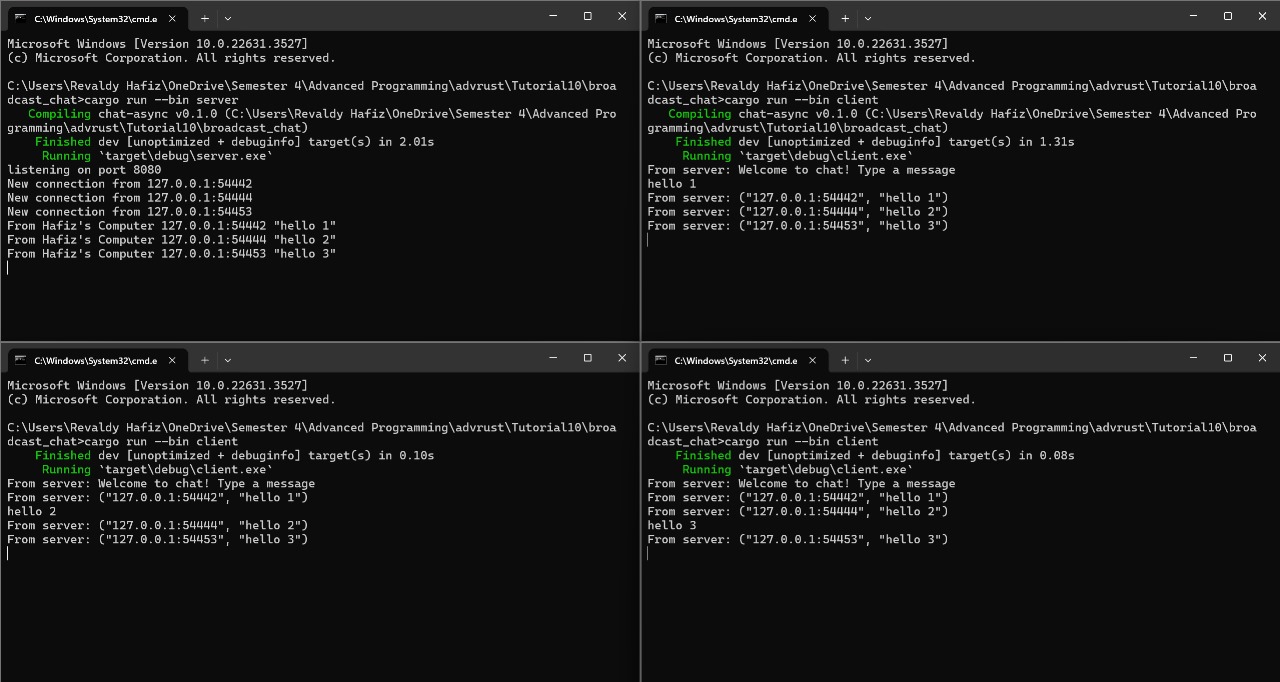 C:\Windows\System32\cmd.e
Microsoft Windows [Version 10.0.22631.3527]
(c) Microsoft Corporation. All rights reserved.
C:\Users\Revaldy Hafiz\OneDrive\Semester 4\Advanced Programming\advrust\Tutorial10\broa
dcast_chat>cargo run --bin server
Compiling chat-async v0.1.0 (C:\Users\Revaldy Hafiz\OneDrive\Semester 4\Advanced Pro
gramming\advrust\Tutorial10\broadcast_chat)
Finished dev [unoptimized + debuginfo] target(s) in 2.01s
Running `target\debug\server.exe`
listening on port 8080
New connection from 127.0.0.1:54442
New connection from 127.0.0.1:54444
New connection from 127.0.0.1:54453
From Hafiz's Computer 127.0.0.1:54442 "hello 1"
From Hafiz's Computer 127.0.0.1:54444 "hello 2"
From Hafiz's Computer 127.0.0.1:54453 "hello 3"
C:\Windows\System32\cmd.e
Microsoft Windows [Version 10.0.22631.3527]
(c) Microsoft Corporation. All rights reserved.
C:\Users\Revaldy Hafiz\OneDrive\Semester 4\Advanced Programming\advrust\Tutorial10\broa
dcast_chat>cargo run --bin client
Compiling chat-async v0.1.0 (C:\Users\Revaldy Hafiz\OneDrive\Semester 4\Advanced Pro
gramming\advrust\Tutorial10\broadcast_chat)
Finished dev [unoptimized + debuginfo] target(s) in 1.31s
Running `target\debug\client.exe`
From server: Welcome to chat! Type a message
hello 1
From server: ("127.0.0.1:54442", "hello 1")
From server: ("127.0.0.1:54444", "hello 2")
From server: ("127.0.0.1:54453", "hello 3")
C:\Windows\System32\cmd.e
Microsoft Windows [Version 10.0.22631.3527]
(c) Microsoft Corporation. All rights reserved.
C:\Users\Revaldy Hafiz\OneDrive\Semester 4\Advanced Programming\advrust\Tutorial10\broa
dcast_chat>cargo run --bin client
Finished dev [unoptimized + debuginfo] target(s) in 0.10s
Running `target\debug\client.exe`
From server: Welcome to chat! Type a message
From server: ("127.0.0.1:54442", "hello 1")
hello 2
From server: ("127.0.0.1:54444", "hello 2")
From server: ("127.0.0.1:54453", "hello 3")
C:\Windows\System32\cmd.e
Microsoft Windows [Version 10.0.22631.3527]
(c) Microsoft Corporation. All rights reserved.
C:\Users\Revaldy Hafiz\OneDrive\Semester 4\Advanced Programming\advrust\Tutorial10\broa
dcast_chat>cargo run --bin client
Finished dev [unoptimized + debuginfo] target(s) in 0.08s
Running `target\debug\client.exe`
From server: Welcome to chat! Type a message
From server: ("127.0.0.1:54442", "hello 1")
From server: ("127.0.0.1:54444", "hello 2")
hello 3
From server: ("127.0.0.1:54453", "hello 3")